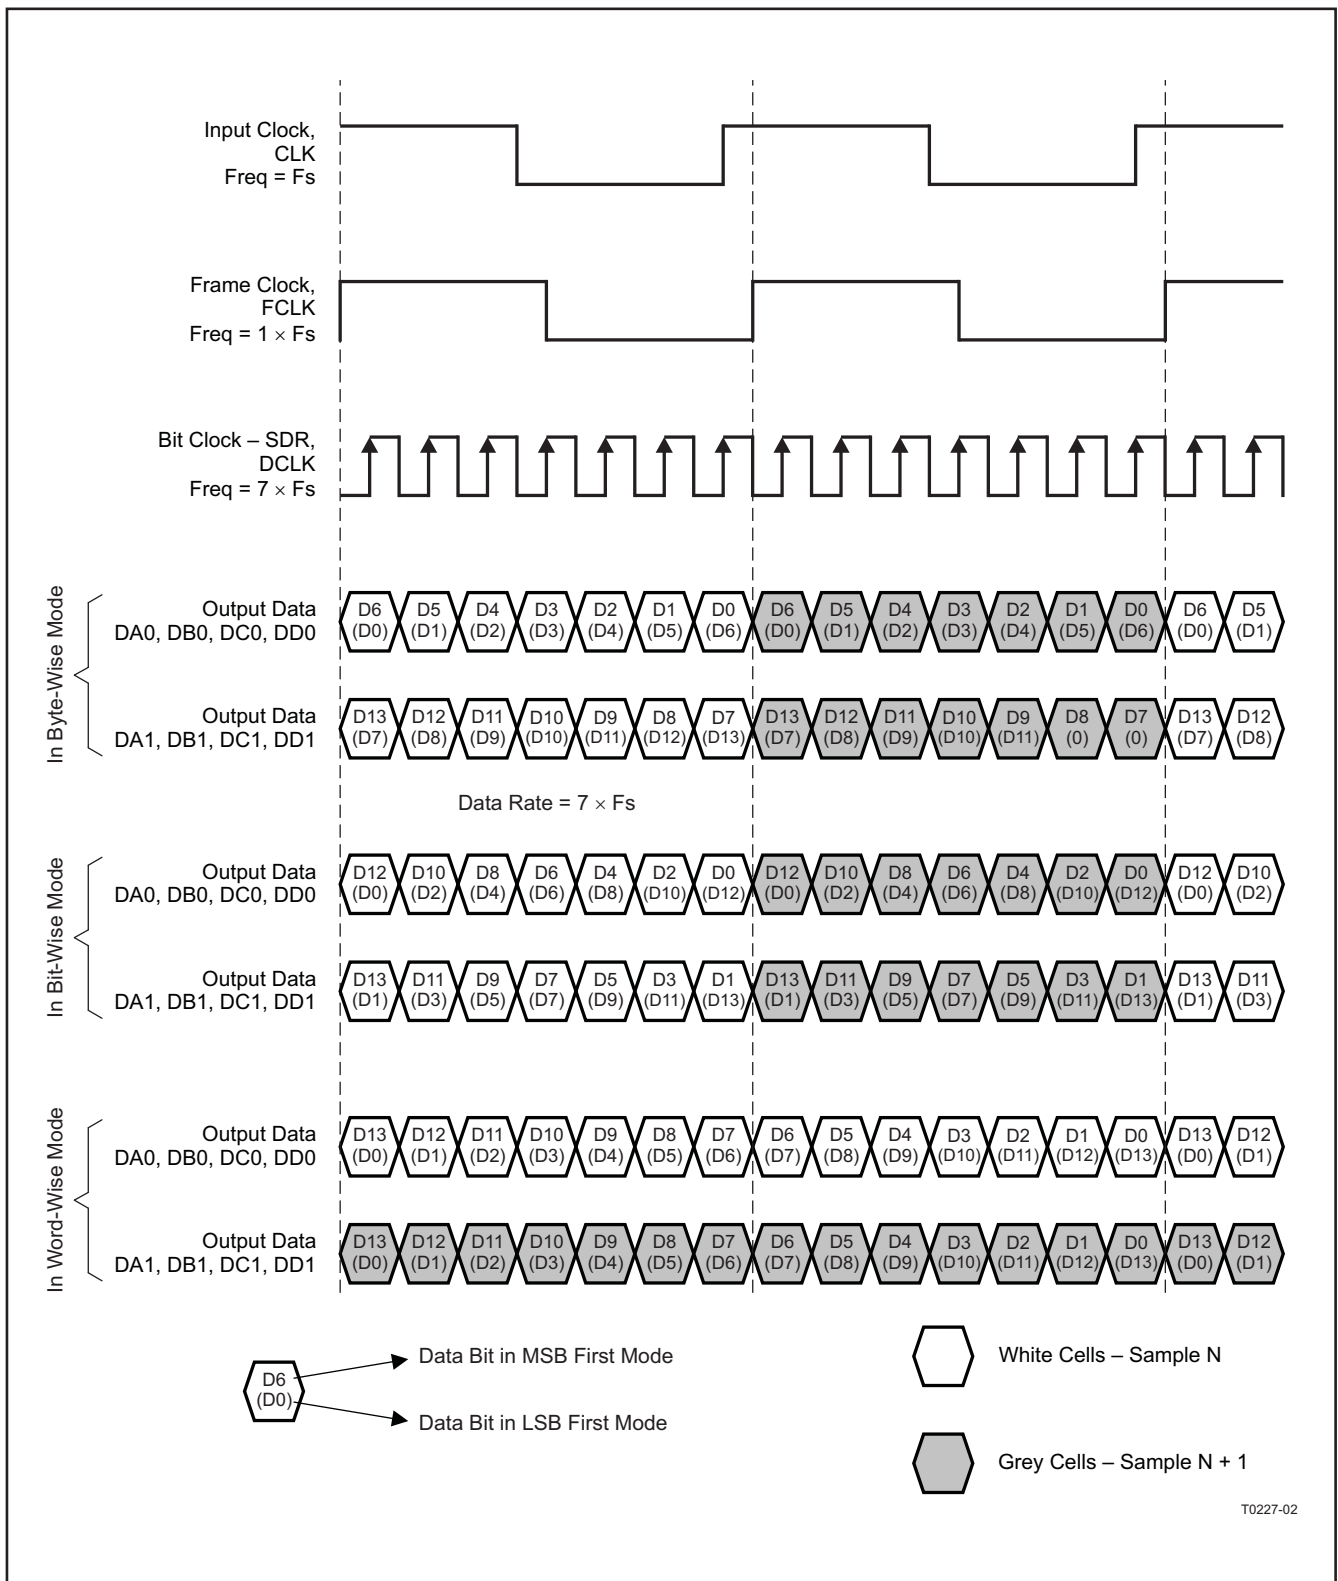 Input Clock,
CLK
Freq = Fs
Frame Clock,
FCLK
Freq = 1 × Fs
Bit Clock – SDR,
DCLK
Freq = 7 × Fs
In Byte-Wise Mode
Output Data
DA0, DB0, DC0, DD0
D6 D5 D4 D3 D2 D1 D0 D6 D5 D4 D3 D2 D1 D0 D6 D5
(D0) (D1) (D2) (D3) (D4) (D5) (D6) (D0) (D1) (D2) (D3) (D4) (D5) (D6) (D0) (D1)
Output Data
DA1, DB1, DC1, DD1
D13 D12 D11 D10 D9 D8 D7 D13 D12 D11 D10 D9 D8 D7 D13 D12
(D7) (D8) (D9) (D10) (D11) (D12) (D13) (D7) (D8) (D9) (D10) (D11) (0) (0) (D7) (D8)
Data Rate = 7 × Fs
In Bit-Wise Mode
Output Data
DA0, DB0, DC0, DD0
D12 D10 D8 D6 D4 D2 D0 D12 D10 D8 D6 D4 D2 D0 D12 D10
(D0) (D2) (D4) (D6) (D8) (D10) (D12) (D0) (D2) (D4) (D6) (D8) (D10) (D12) (D0) (D2)
Output Data
DA1, DB1, DC1, DD1
D13 D11 D9 D7 D5 D3 D1 D13 D11 D9 D7 D5 D3 D1 D13 D11
(D1) (D3) (D5) (D7) (D9) (D11) (D13) (D1) (D3) (D5) (D7) (D9) (D11) (D13) (D1) (D3)
In Word-Wise Mode
Output Data
DA0, DB0, DC0, DD0
D13 D12 D11 D10 D9 D8 D7 D6 D5 D4 D3 D2 D1 D0 D13 D12
(D0) (D1) (D2) (D3) (D4) (D5) (D6) (D7) (D8) (D9) (D10) (D11) (D12) (D13) (D0) (D1)
Output Data
DA1, DB1, DC1, DD1
D13 D12 D11 D10 D9 D8 D7 D6 D5 D4 D3 D2 D1 D0 D13 D12
(D0) (D1) (D2) (D3) (D4) (D5) (D6) (D7) (D8) (D9) (D10) (D11) (D12) (D13) (D0) (D1)
D6
(D0)
Data Bit in MSB First Mode
Data Bit in LSB First Mode
White Cells – Sample N
Grey Cells – Sample N + 1
T0227-02